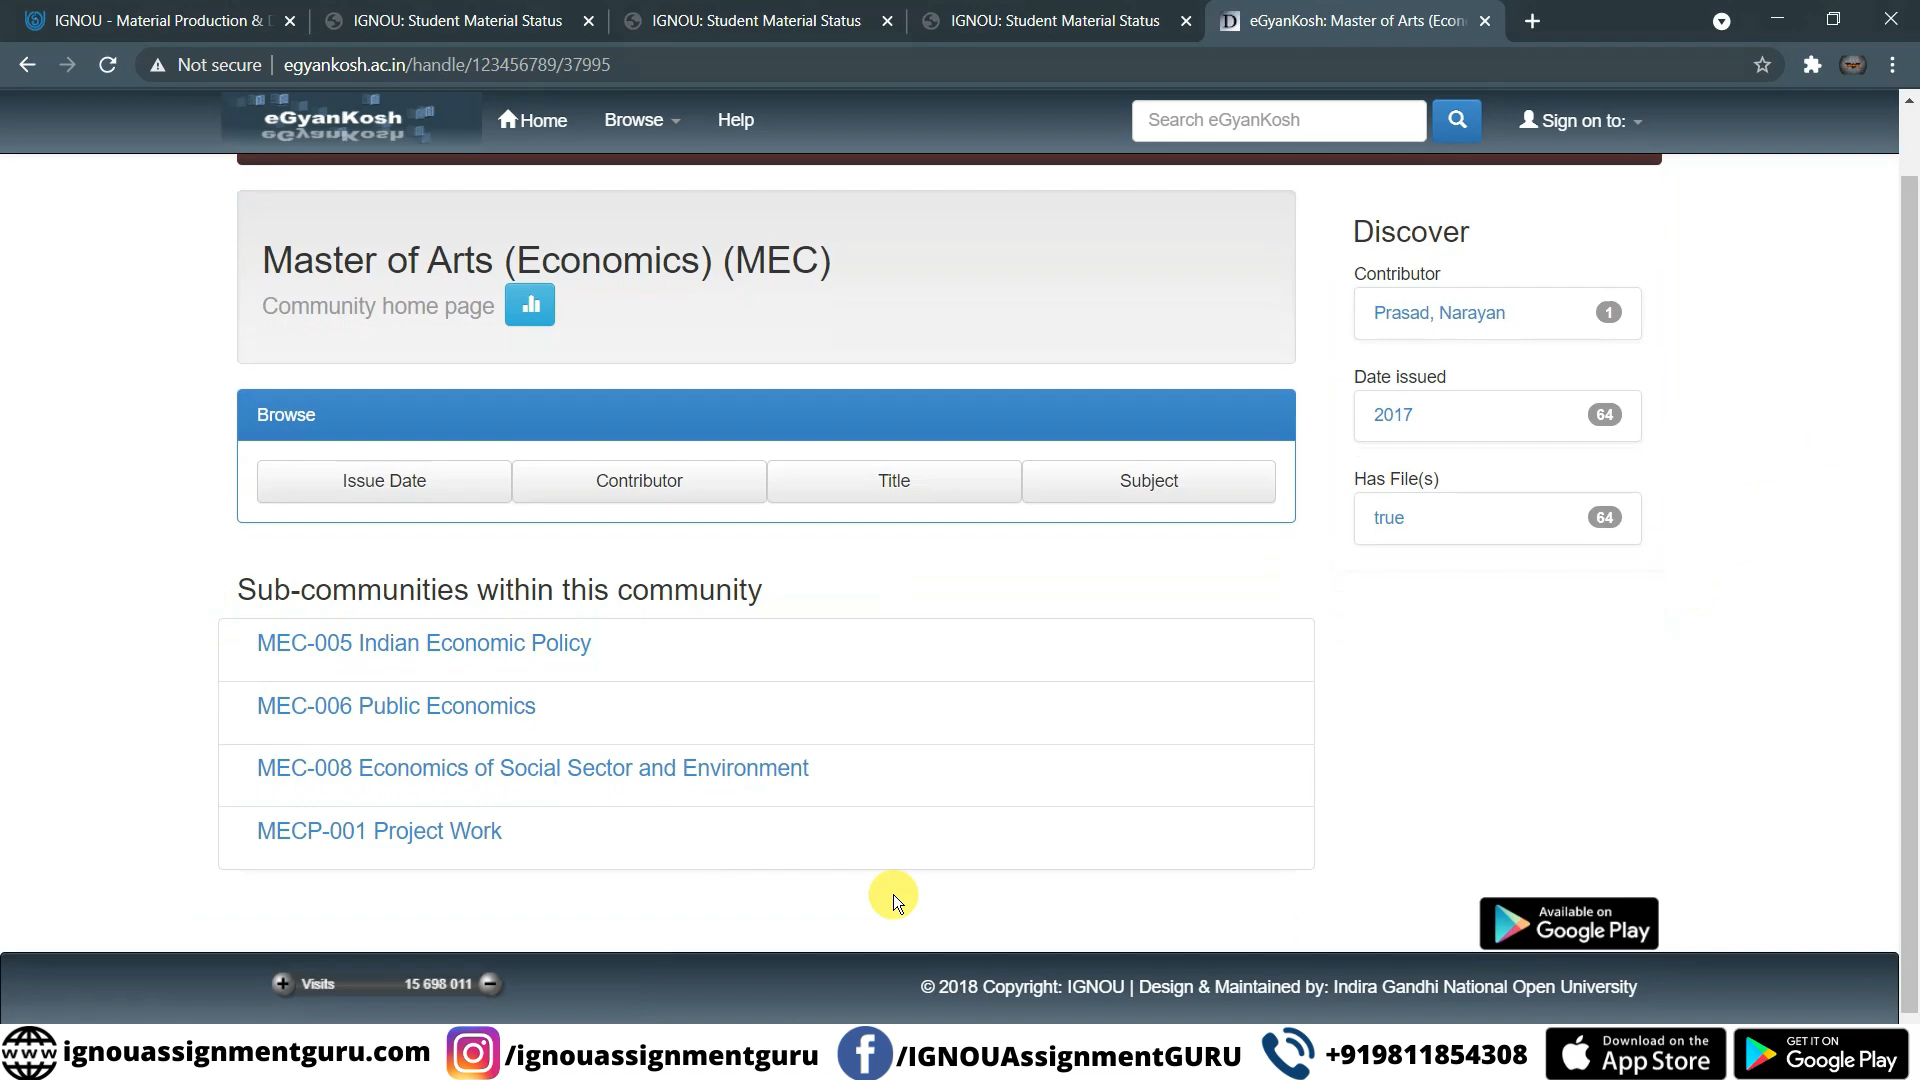 IGNOU - Material Production & D
IGNOU: Student Material Status
IGNOU: Student Material Status
IGNOU: Student Material Status
eGyanKosh: Master of Arts (Econ
Not secure
egyankosh.ac.in/handle/123456789/37995
eGyanKosh
Home
Browse
Help
Search eGyanKosh
Sign on to:
Master of Arts (Economics) (MEC)
Community home page
Browse
Issue Date
Contributor
Title
Subject
Discover
Contributor
Prasad, Narayan 1
Date issued
2017 64
Has File(s)
true 64
Sub-communities within this community
MEC-005 Indian Economic Policy
MEC-006 Public Economics
MEC-008 Economics of Social Sector and Environment
MECP-001 Project Work
Available on
Google Play
Visits 15 698 011
© 2018 Copyright: IGNOU | Design & Maintained by: Indira Gandhi National Open University
www
ignouassignmentguru.com
/ignouassignmentguru
/IGNOUAssignmentGURU
+919811854308
Download on the
App Store
GET IT ON
Google Play